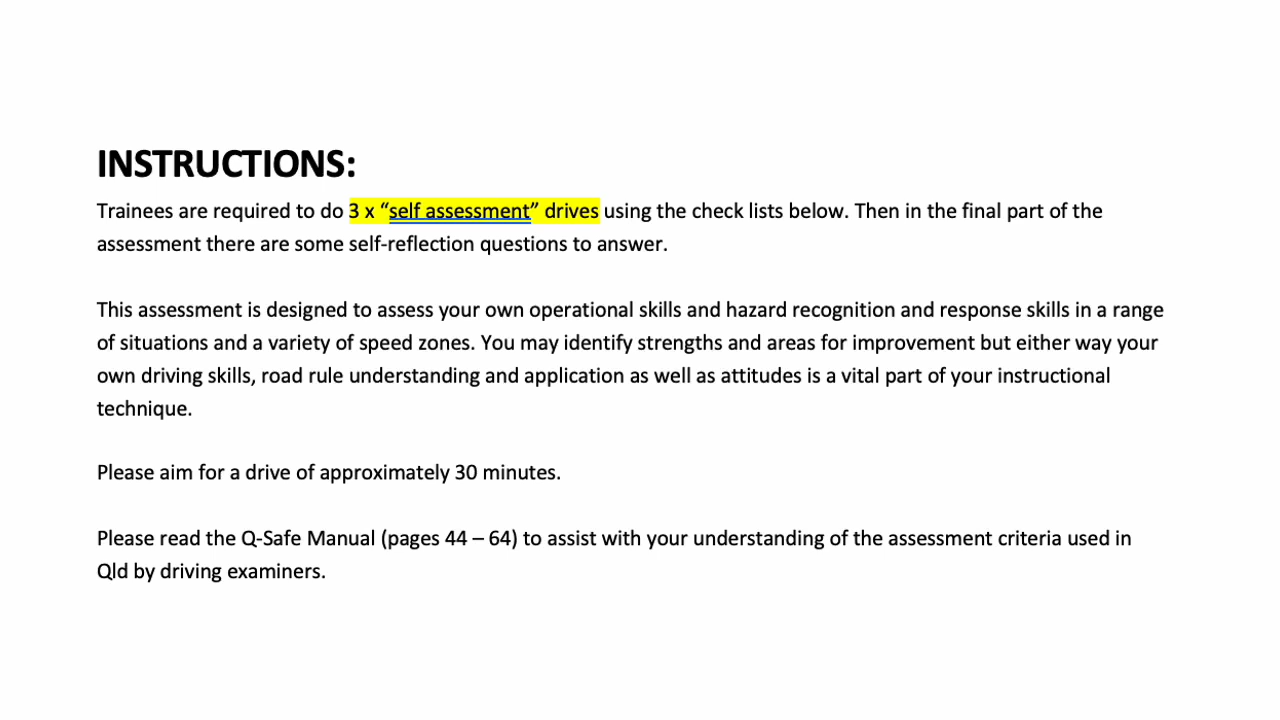 INSTRUCTIONS:
Trainees are required to do 3 x “self assessment” drives using the check lists below. Then in the final part of the
assessment there are some self-reflection questions to answer.
This assessment is designed to assess your own operational skills and hazard recognition and response skills in a range
of situations and a variety of speed zones. You may identify strengths and areas for improvement but either way your
own driving skills, road rule understanding and application as well as attitudes is a vital part of your instructional
technique.
Please aim for a drive of approximately 30 minutes.
Please read the Q-Safe Manual (pages 44 – 64) to assist with your understanding of the assessment criteria used in
Qld by driving examiners.